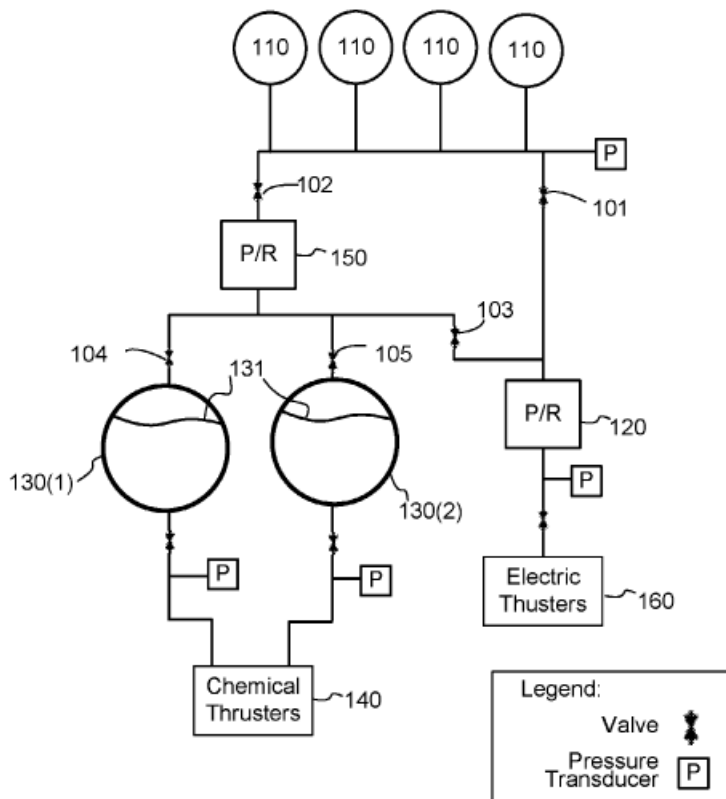 110 110 110 110
P
102
101
P/R
150
103
104
105
131
P/R
120
130(1)
130(2)
P
P
P
Electric
Thusters
160
Chemical
Thrusters
140
Legend:
Valve
Pressure
Transducer
P